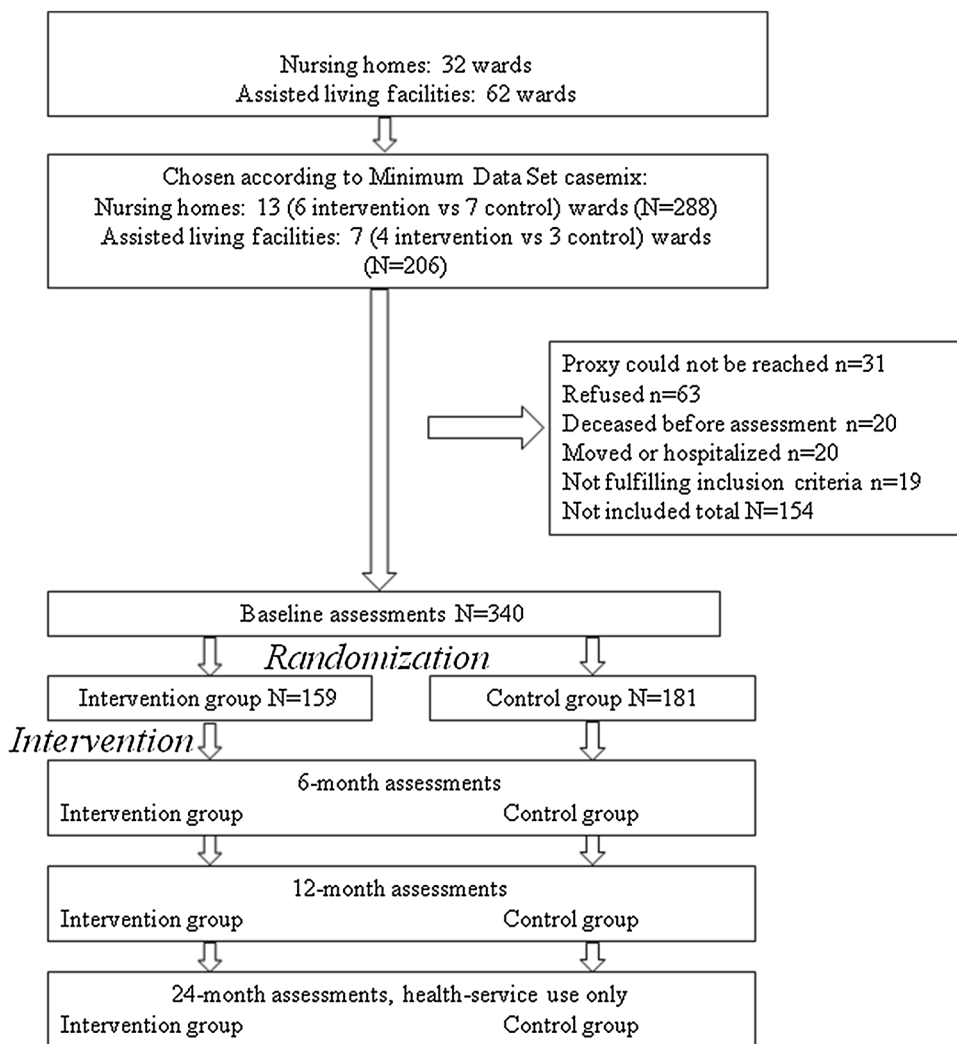 Nursing homes: 32 wards
Assisted living facilities: 62 wards
Chosen according to Minimum Data Set casemix:
Nursing homes: 13 (6 intervention vs 7 control) wards (N=288)
Assisted living facilities: 7 (4 intervention vs 3 control) wards
(N=206)
Proxy could not be reached n=31
Refused n=63
Deceased before assessment n=20
Moved or hospitalized n=20
Not fulfilling inclusion criteria n=19
Not included total N=154
Baseline assessments N=340
Randomization
Intervention group N=159
Control group N=181
Intervention
6-month assessments
Intervention group Control group
12-month assessments
Intervention group Control group
24-month assessments, health-service use only
Intervention group Control group